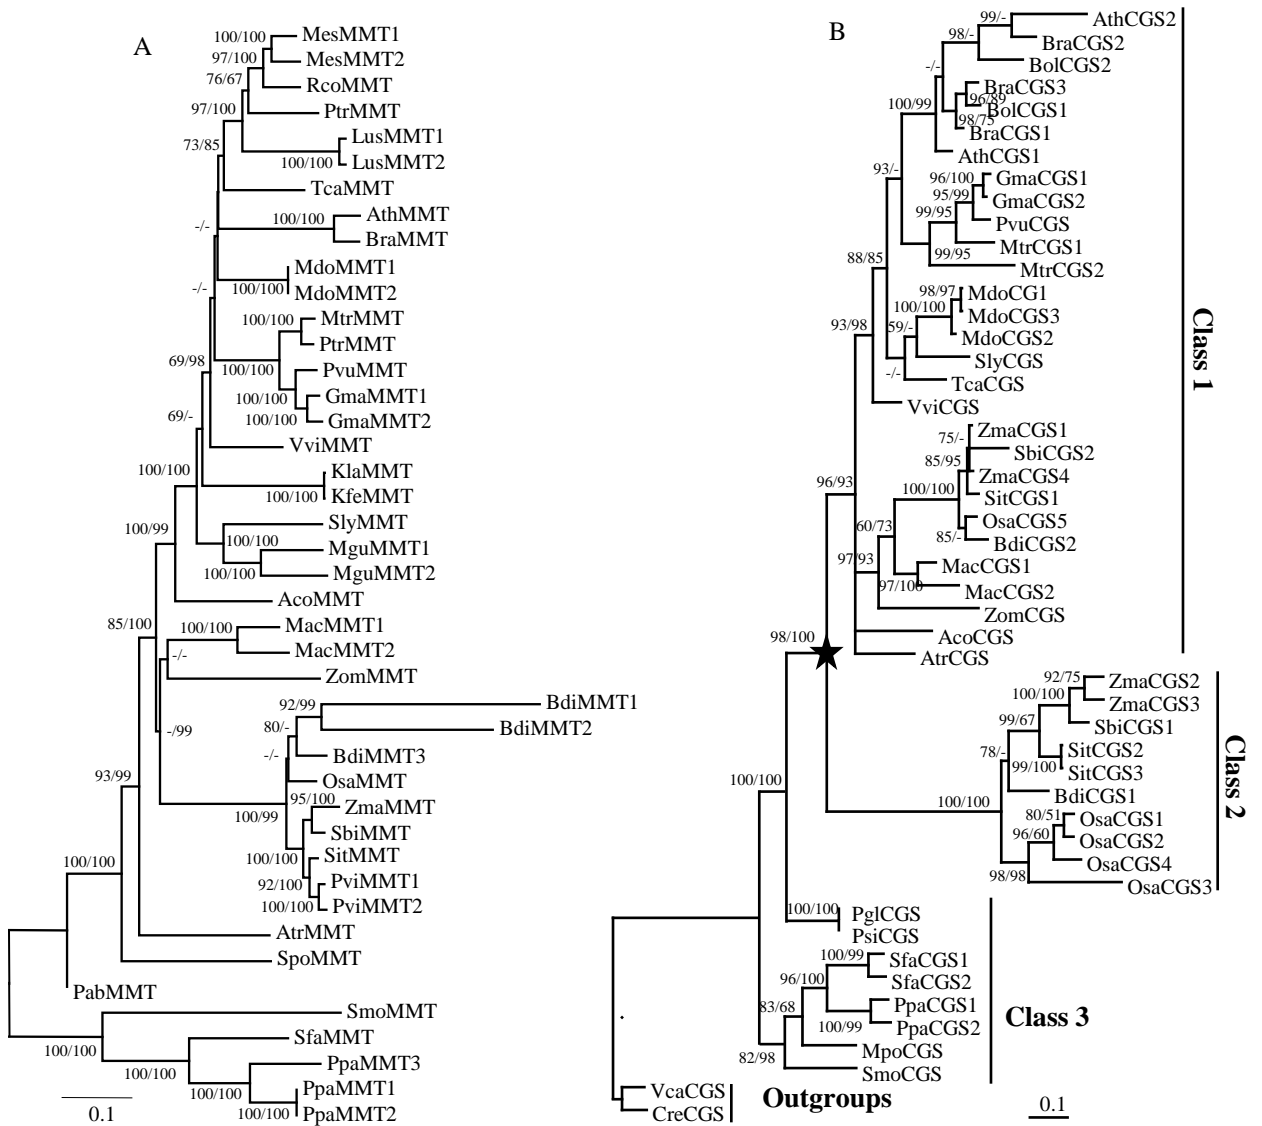 A
100/100
MesMMT1
97/100
MesMMT2
76/67
RcoMMT
97/100
PtrMMT
73/85
LusMMT1
100/100
LusMMT2
TcaMMT
-/-
100/100
AthMMT
BraMMT
-/-
MdoMMT1
100/100
MdoMMT2
100/100
MtrMMT
PtrMMT
69/98
100/100
PvuMMT
100/100
GmaMMT1
69/-
100/100
GmaMMT2
VviMMT
100/100
KlaMMT
100/100
KfeMMT
100/99
SlyMMT
100/100
MguMMT1
100/100
MguMMT2
AcoMMT
85/100
100/100
MacMMT1
-/-
MacMMT2
ZomMMT
92/99
BdiMMT1
-/99
80/-
BdiMMT2
-/-
BdiMMT3
93/99
OsaMMT
100/99
95/100
ZmaMMT
SbiMMT
100/100
SitMMT
92/100
PviMMT1
100/100
PviMMT2
100/100
AtrMMT
SpoMMT
PabMMT
SmoMMT
100/100
SfaMMT
100/100
PpaMMT3
100/100
PpaMMT1
100/100
PpaMMT2
0.1
B
99/-
AthCGS2
98/-
BraCGS2
BolCGS2
-/-
BraCGS3
96/89
BolCGS1
100/99
98/75
BraCGS1
AthCGS1
93/-
96/100
GmaCGS1
95/99
GmaCGS2
99/95
PvuCGS
MtrCGS1
99/95
MtrCGS2
88/85
98/97
MdoCG1
100/100
MdoCGS3
93/98
59/-
MdoCGS2
SlyCGS
-/-
TcaCGS
VviCGS
75/-
ZmaCGS1
SbiCGS2
85/95
ZmaCGS4
96/93
100/100
SitCGS1
60/73
OsaCGS5
85/-
BdiCGS2
97/93
MacCGS1
97/100
MacCGS2
ZomCGS
AcoCGS
98/100
AtrCGS
Class 1
92/75
ZmaCGS2
100/100
ZmaCGS3
99/67
SbiCGS1
78/-
SitCGS2
99/100
SitCGS3
100/100
BdiCGS1
80/51
OsaCGS1
96/60
OsaCGS2
OsaCGS4
98/98
OsaCGS3
Class 2
100/100
100/100
PglCGS
PsiCGS
100/99
SfaCGS1
96/100
SfaCGS2
83/68
PpaCGS1
100/99
PpaCGS2
82/98
MpoCGS
SmoCGS
Class 3
VcaCGS
CreCGS
Outgroups
0.1